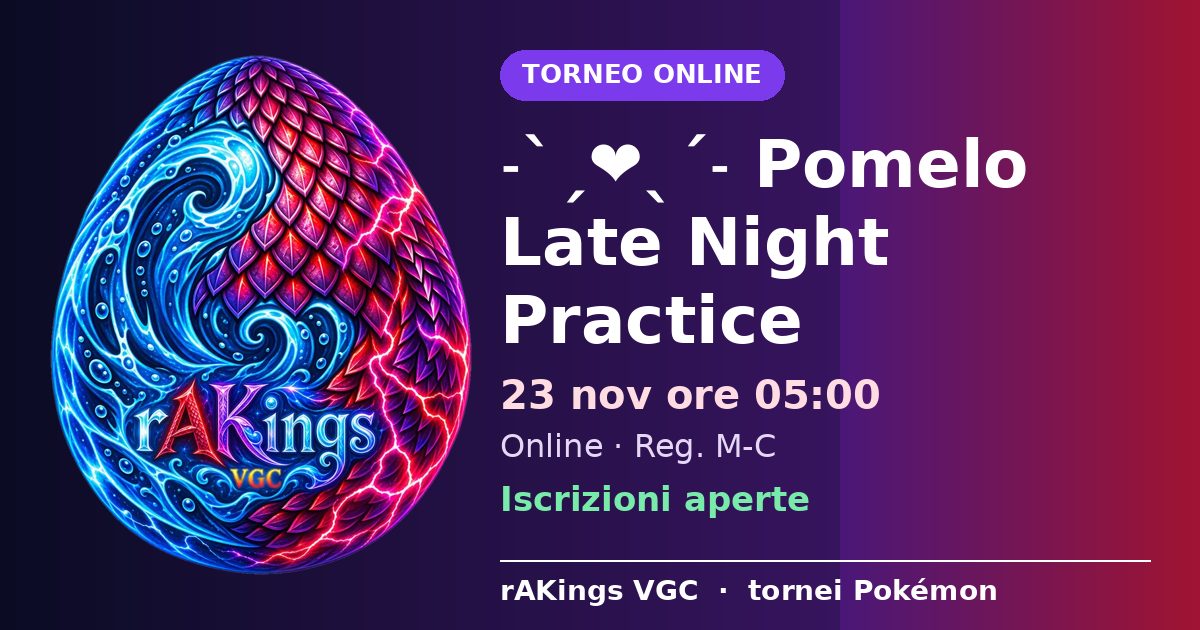 rAKings
VGC
TORNEO ONLINE
-ˋˏ❤ˎˊ- Pomelo
Late Night
Practice
23 nov ore 05:00
Online · Reg. M-C
Iscrizioni aperte
rAKings VGC · tornei Pokémon